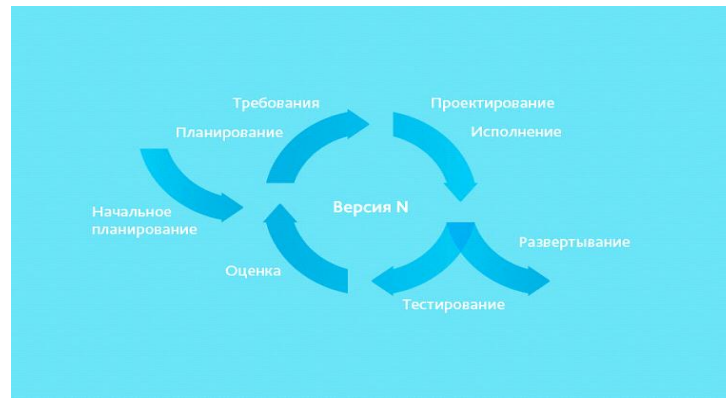 Требования
Планирование
Проектирование
Исполнение
Начальное
планирование
Версия N
Развертывание
Оценка
Тестирование